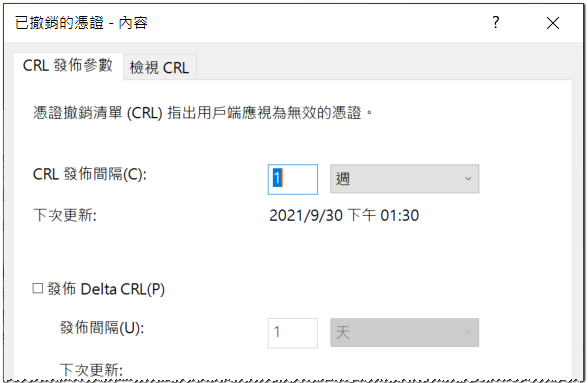 已撤銷的憑證 - 內容
? ×
CRL 發佈參數 檢視 CRL
憑證撤銷清單 (CRL) 指出用戶端應視為無效的憑證。
CRL 發佈間隔(C): 1 週
下次更新: 2021/9/30 下午 01:30
發佈 Delta CRL(P)
發佈間隔(U): 1 天
下次更新: